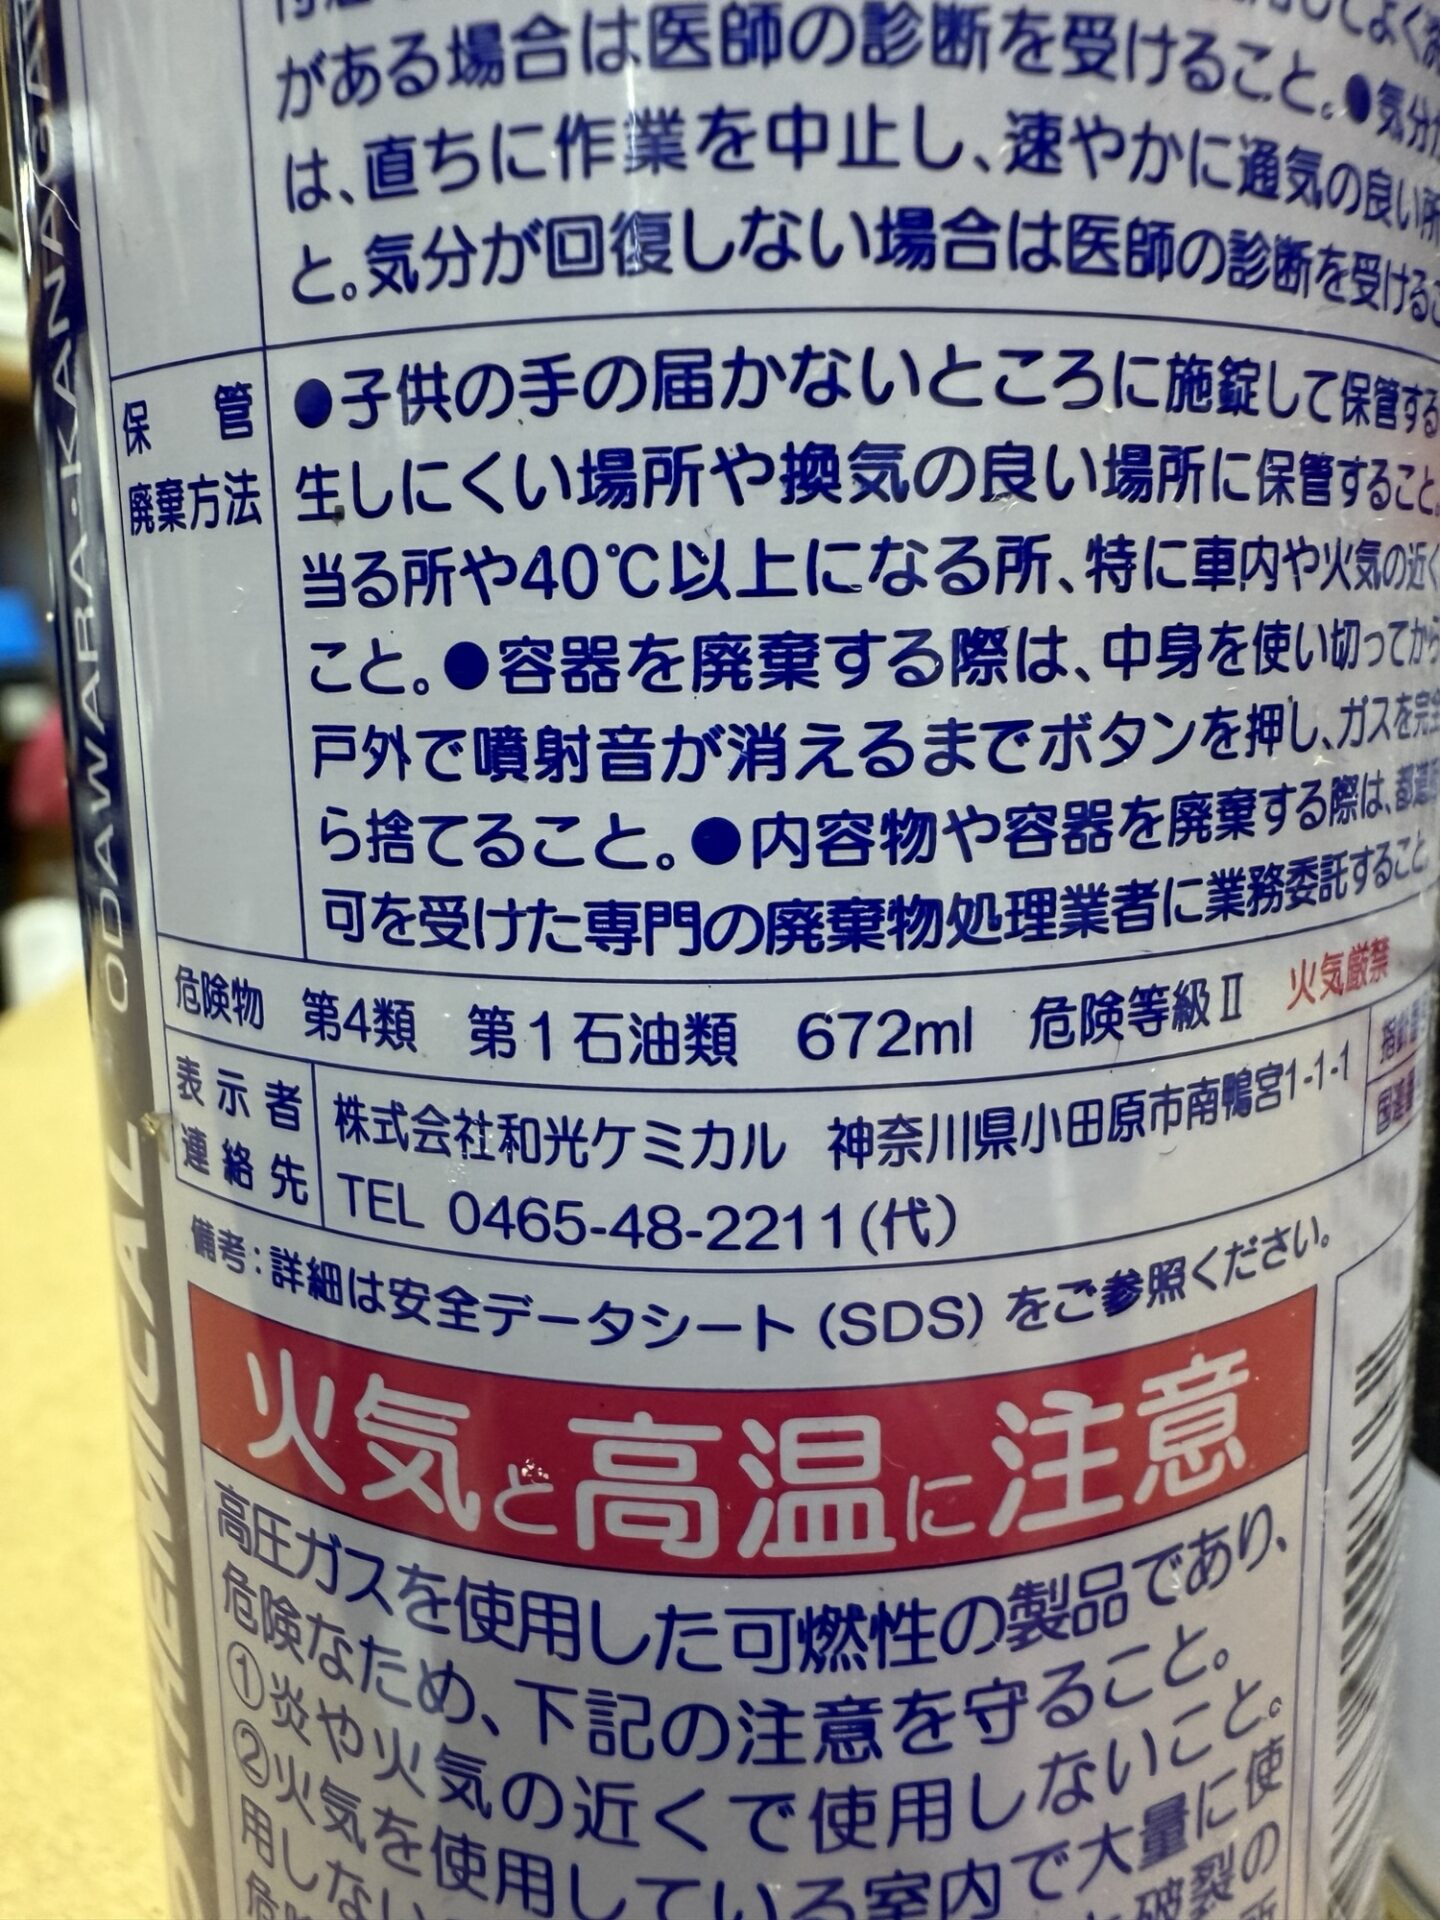 がある場合は医師の診断を受けること。●気分
は、直ちに作業を中止し、速やかに通気の良い所
と。気分が回復しない場合は医師の診断を受けるこ
保管
廃棄方法
●子供の手の届かないところに施錠して保管する
生しにくい場所や換気の良い場所に保管すること。
当る所や40℃以上になる所、特に車内や火気の近く
こと。●容器を廃棄する際は、中身を使い切ってから
戸外で噴射音が消えるまでボタンを押し、ガスを完全
ら捨てること。●内容物や容器を廃棄する際は、都道
可を受けた専門の廃棄物処理業者に業務委託すること。
危険物 第4類 第1石油類 672ml 危険等級Ⅱ 火気厳禁
表示者
連絡先
株式会社和光ケミカル 神奈川県小田原市南鴨宮1-1-1
TEL 0465-48-2211(代)
備考:詳細は安全データシート(SDS)をご参照ください。
火気と高温に注意
高圧ガスを使用した可燃性の製品であり、
危険なため、下記の注意を守ること。
①炎や火気の近くで使用しないこと。
②火気を使用している室内で大量に使
用しない
破裂の
ODAWARA・KANAGA